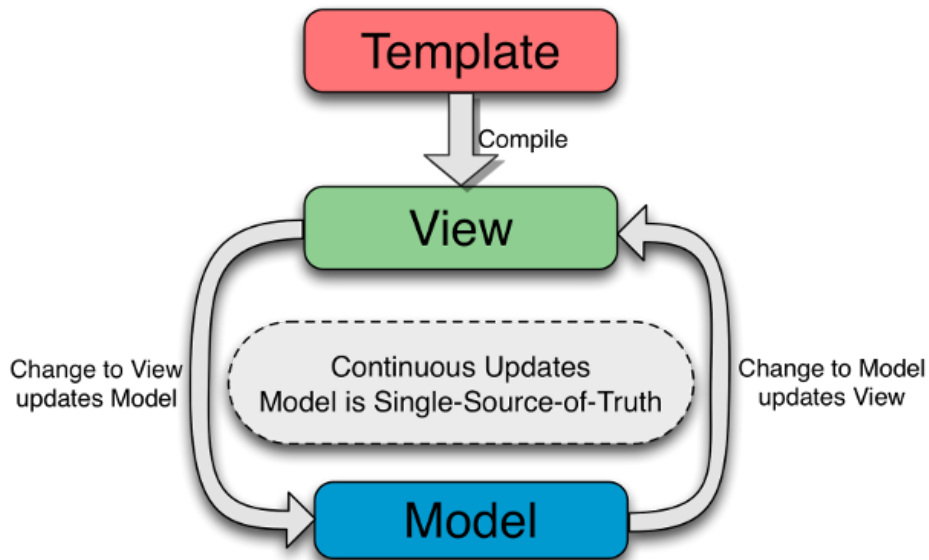 Template
Compile
View
Change to View
updates Model
Continuous Updates
Model is Single-Source-of-Truth
Change to Model
updates View
Model